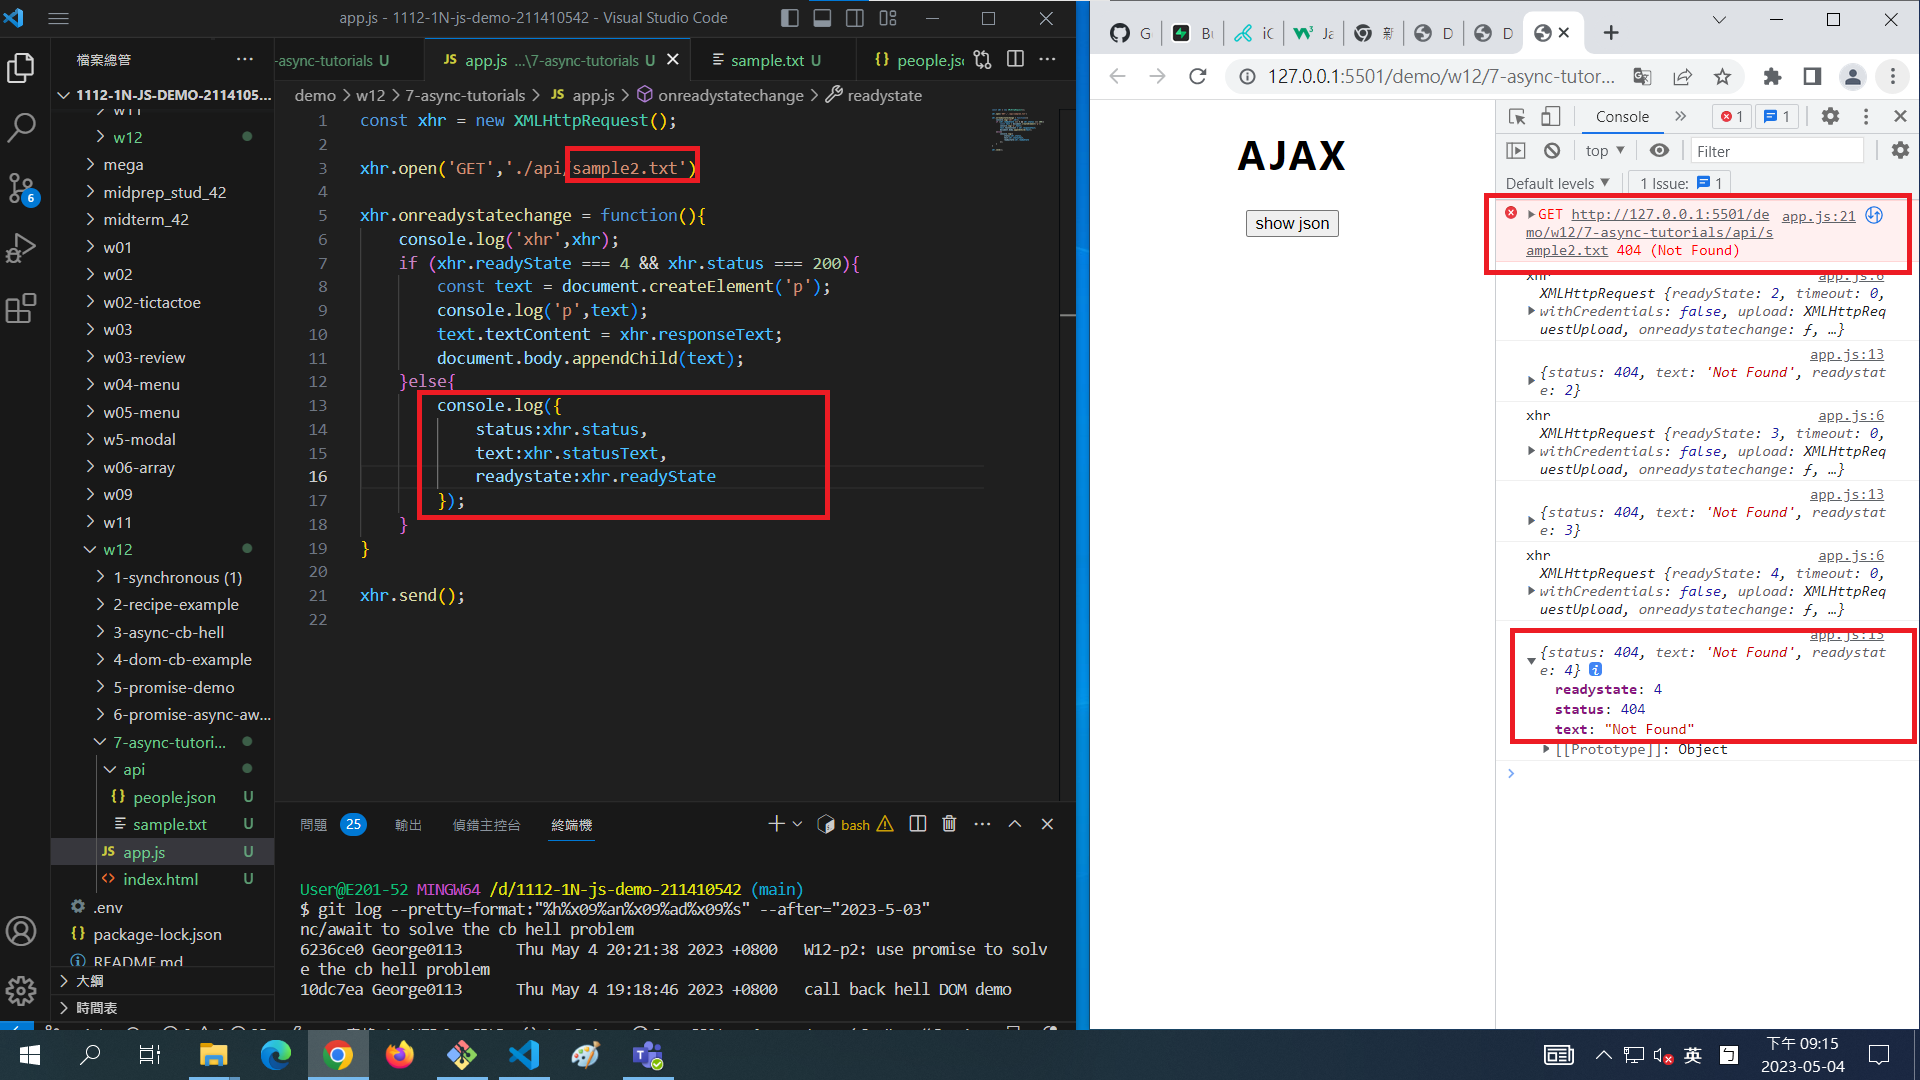 app.js - 1112-1N-js-demo-211410542 - Visual Studio Code
檔案總管
1112-1N-JS-DEMO-2114105...
w11
w12
mega
midprep_stud_42
midterm_42
w01
w02
w02-tictactoe
w03
w03-review
w04-menu
w05-menu
w5-modal
w06-array
w09
w11
w12
1-synchronous (1)
2-recipe-example
3-async-cb-hell
4-dom-cb-example
5-promise-demo
6-promise-async-aw...
7-async-tutori...
api
{} people.json U
sample.txt U
JS app.js U
<> index.html U
.env
{} package-lock.json
README.md
大綱
時間表
6
-async-tutorials U
JS app.js ...\7-async-tutorials U
sample.txt U
{} people.jsc
demo > w12 > 7-async-tutorials > JS app.js > onreadystatechange > readystate
1 const xhr = new XMLHttpRequest();
2
3 xhr.open('GET','./api/sample2.txt')
4
5 xhr.onreadystatechange = function(){
6 console.log('xhr',xhr);
7 if (xhr.readyState === 4 && xhr.status === 200){
8 const text = document.createElement('p');
9 console.log('p',text);
10 text.textContent = xhr.responseText;
11 document.body.appendChild(text);
12 }else{
13 console.log({
14 status:xhr.status,
15 text:xhr.statusText,
16 readystate:xhr.readyState
17 });
18 }
19 }
20
21 xhr.send();
22
問題 25 輸出 偵錯主控台 終端機
bash
User@E201-52 MINGW64 /d/1112-1N-js-demo-211410542 (main)
$ git log --pretty=format:"%h%x09%an%x09%ad%x09%s" --after="2023-5-03"
nc/await to solve the cb hell problem
6236ce0 George0113 Thu May 4 20:21:38 2023 +0800 W12-p2: use promise to solv
e the cb hell problem
10dc7ea George0113 Thu May 4 19:18:46 2023 +0800 call back hell DOM demo
G Bu iC Ja 新 D D
127.0.0.1:5501/demo/w12/7-async-tutor...
AJAX
show json
Console 1 1
top Filter
Default levels 1 Issue: 1
GET http://127.0.0.1:5501/de app.js:21
mo/w12/7-async-tutorials/api/s
ample2.txt 404 (Not Found)
xhr app.js:6
XMLHttpRequest {readyState: 2, timeout: 0,
withCredentials: false, upload: XMLHttpReq
uestUpload, onreadystatechange: ƒ, …}
app.js:13
{status: 404, text: 'Not Found', readystat
e: 2}
xhr app.js:6
XMLHttpRequest {readyState: 3, timeout: 0,
withCredentials: false, upload: XMLHttpReq
uestUpload, onreadystatechange: ƒ, …}
app.js:13
{status: 404, text: 'Not Found', readystat
e: 3}
xhr app.js:6
XMLHttpRequest {readyState: 4, timeout: 0,
withCredentials: false, upload: XMLHttpReq
uestUpload, onreadystatechange: ƒ, …}
app.js:13
{status: 404, text: 'Not Found', readystat
e: 4}
readystate: 4
status: 404
text: "Not Found"
[[Prototype]]: Object
英
下午 09:15
2023-05-04